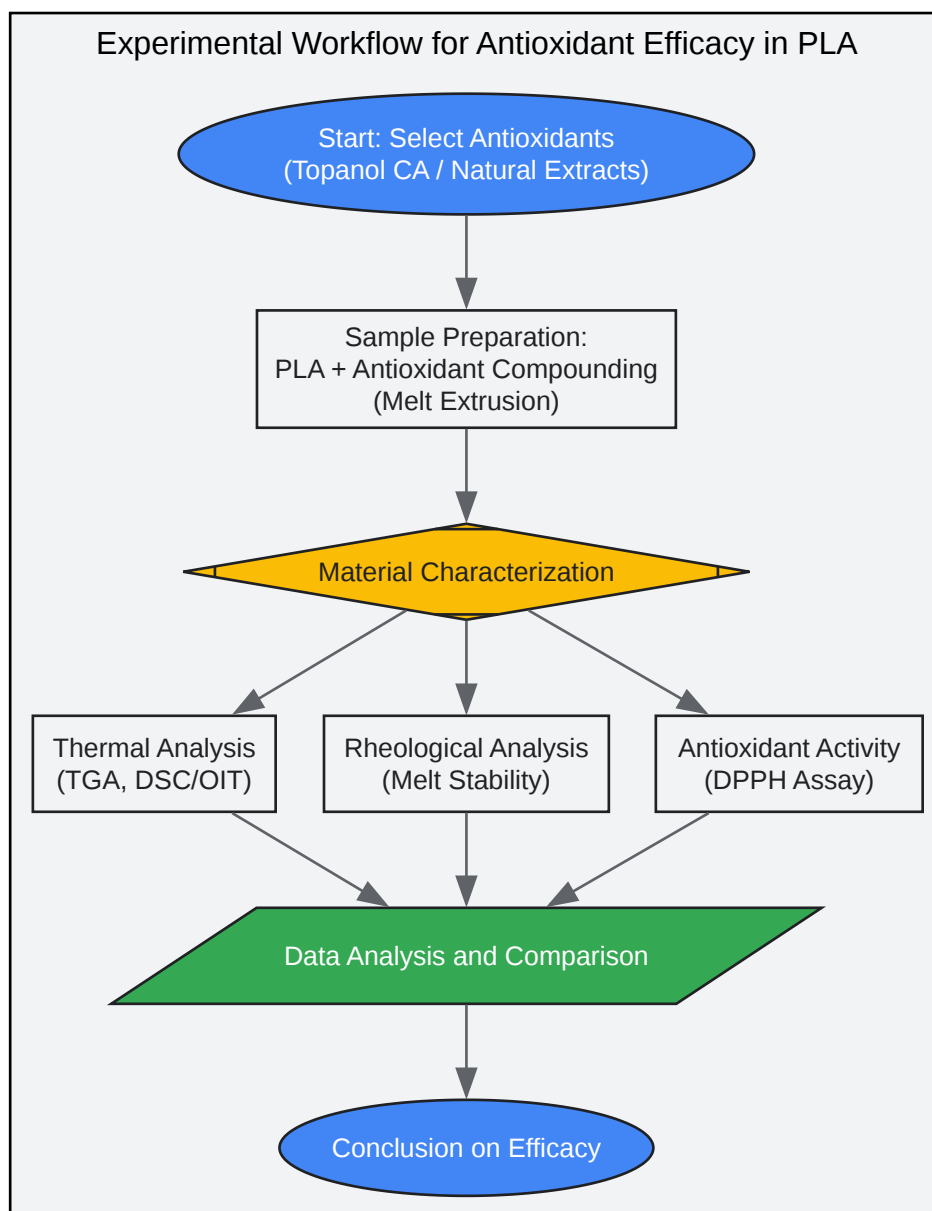 Experimental Workflow for Antioxidant Efficacy in PLA
Start: Select Antioxidants
(Topanol CA / Natural Extracts)
Sample Preparation:
PLA + Antioxidant Compounding
(Melt Extrusion)
Material Characterization
Thermal Analysis
(TGA, DSC/OIT)
Rheological Analysis
(Melt Stability)
Antioxidant Activity
(DPPH Assay)
Data Analysis and Comparison
Conclusion on Efficacy